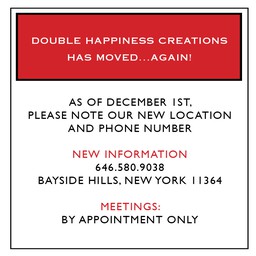 DOUBLE HAPPINESS CREATIONS
HAS MOVED...AGAIN!
AS OF DECEMBER 1ST,
PLEASE NOTE OUR NEW LOCATION
AND PHONE NUMBER
NEW INFORMATION
646.580.9038
BAYSIDE HILLS, NEW YORK 11364
MEETINGS:
BY APPOINTMENT ONLY